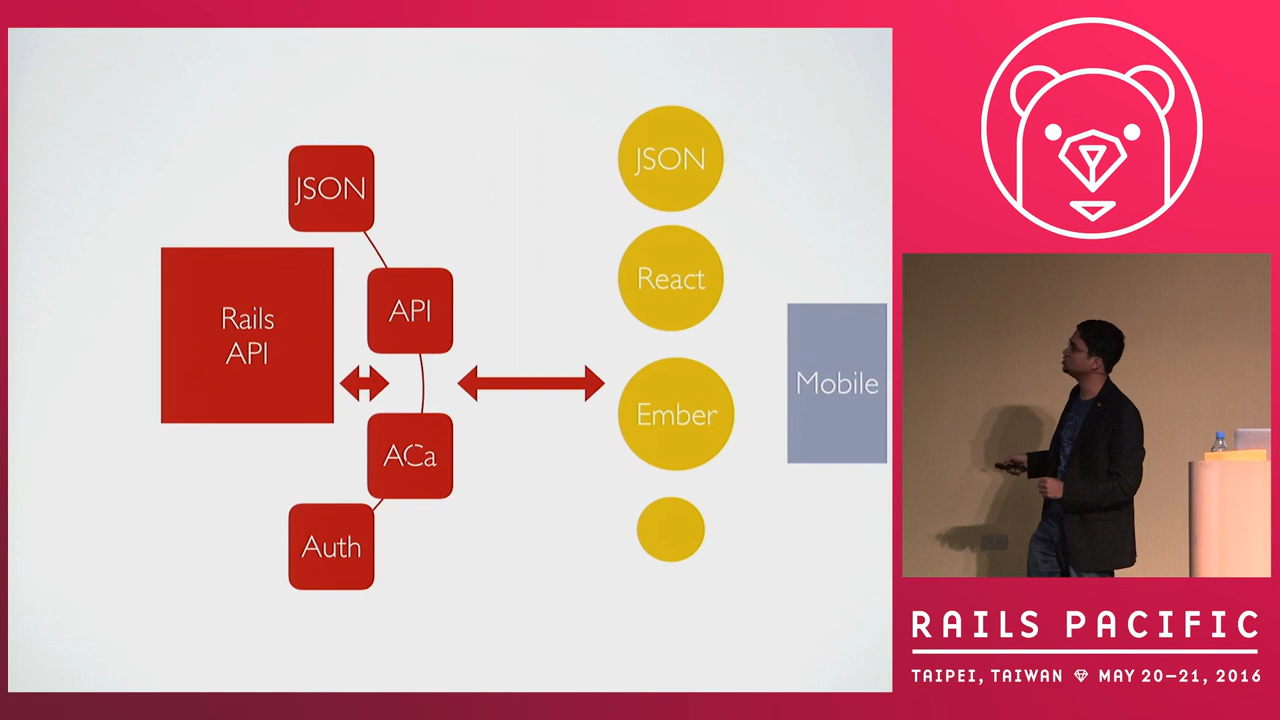 JSON
Rails
API
API
ACa
Auth
JSON
React
Ember
Mobile
RAILS PACIFIC
TAIPEI, TAIWAN MAY 20–21, 2016